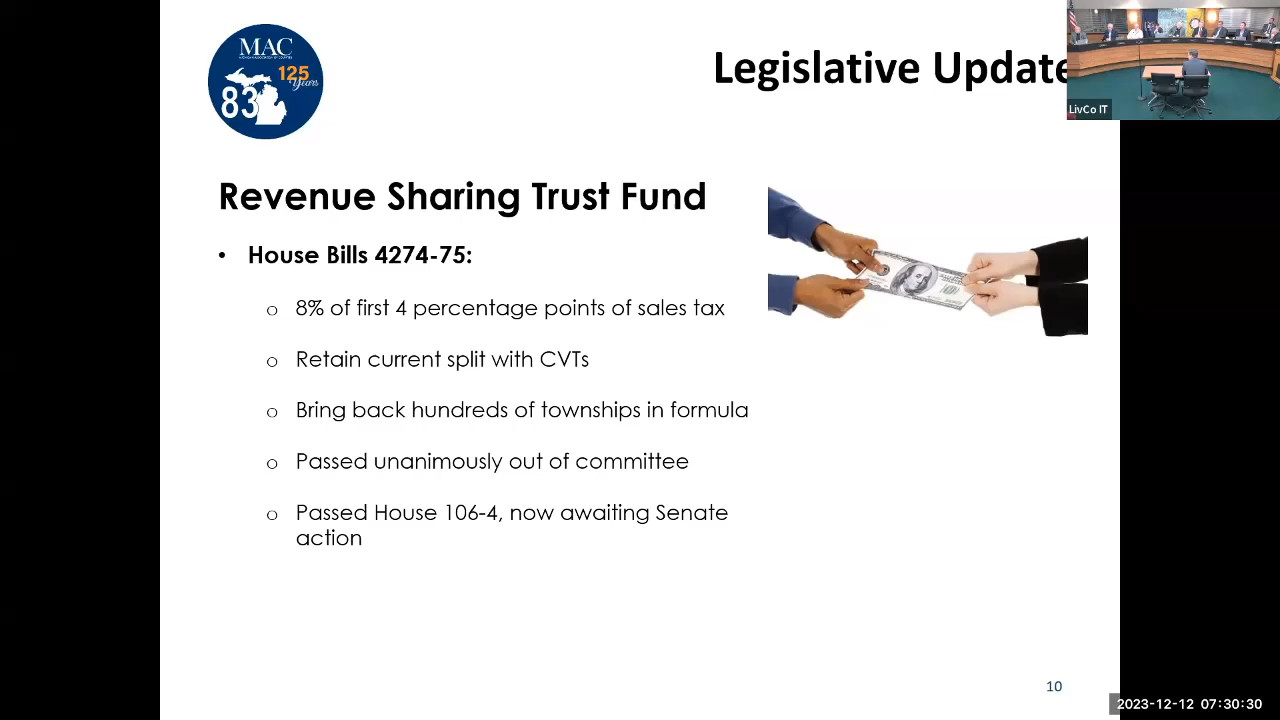 MAC
125
Years
83
Legislative Update
LivCo IT
Revenue Sharing Trust Fund
• House Bills 4274-75:
o 8% of first 4 percentage points of sales tax
o Retain current split with CVTs
o Bring back hundreds of townships in formula
o Passed unanimously out of committee
o Passed House 106-4, now awaiting Senate
action
10
2023-12-12 07:30:30